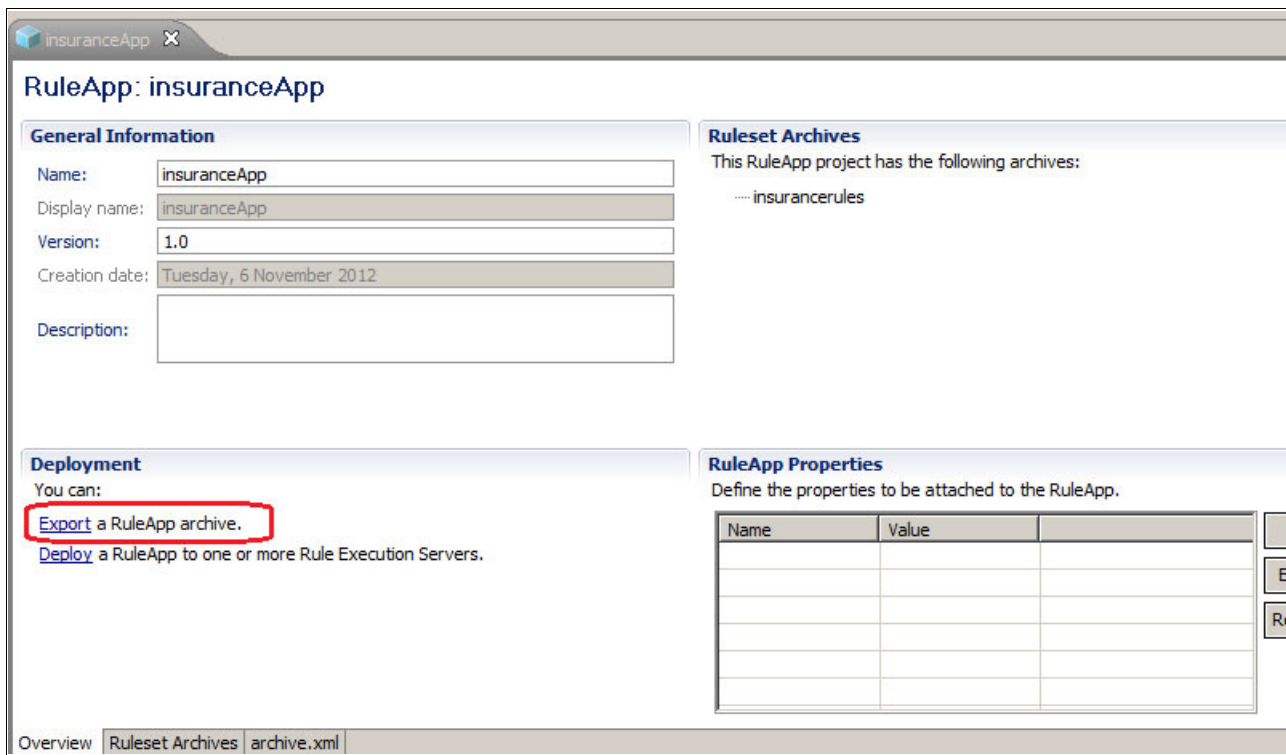 insuranceApp
RuleApp: insuranceApp
General Information
Name: insuranceApp
Display name: insuranceApp
Version: 1.0
Creation date: Tuesday, 6 November 2012
Description:
Ruleset Archives
This RuleApp project has the following archives:
insurancerules
Deployment
You can:
Export a RuleApp archive.
Deploy a RuleApp to one or more Rule Execution Servers.
RuleApp Properties
Define the properties to be attached to the RuleApp.
Name Value
Overview Ruleset Archives archive.xml